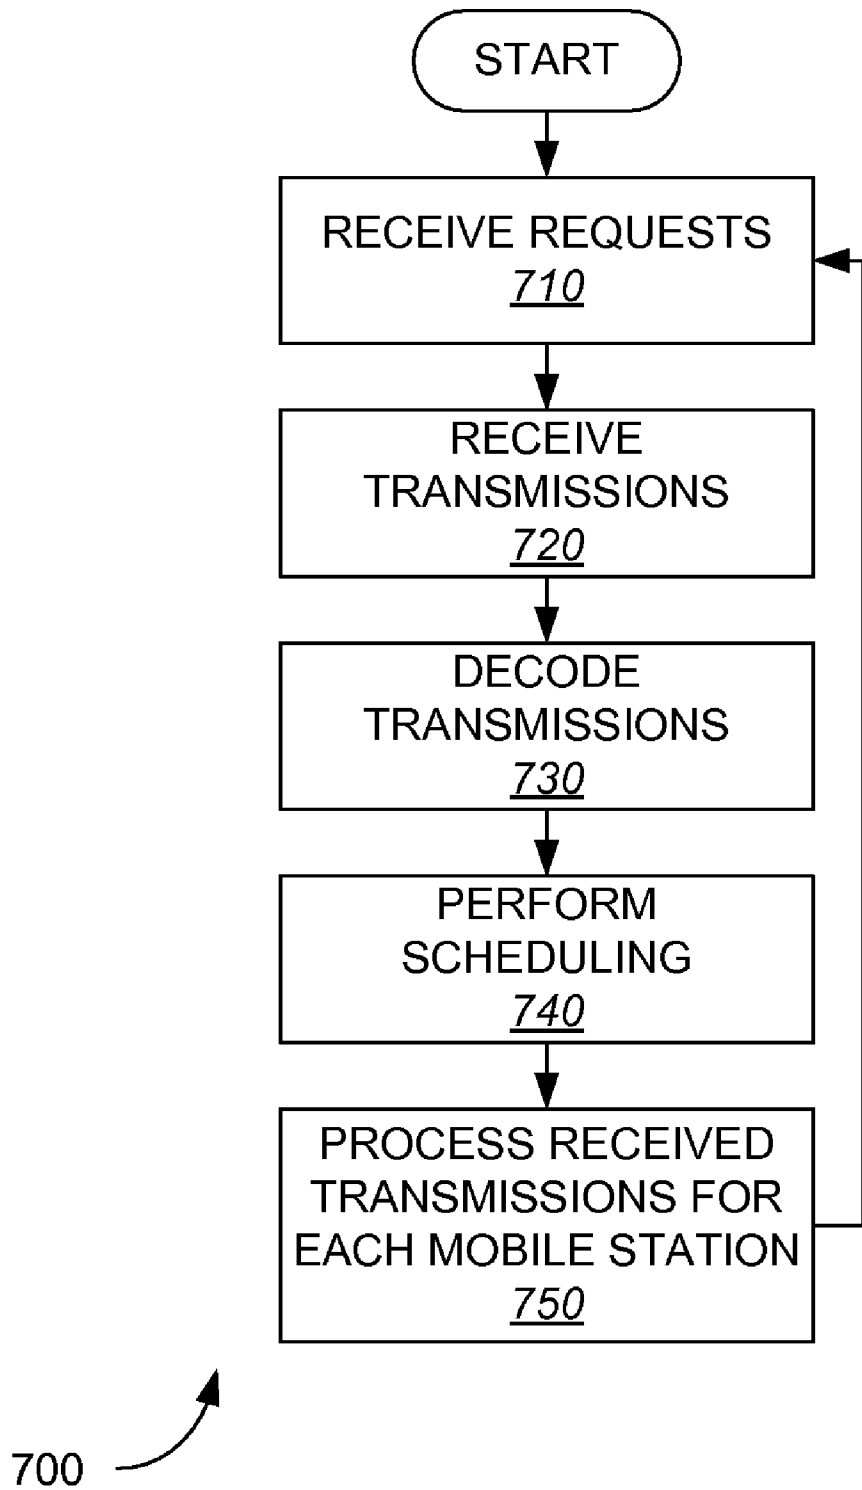 START
RECEIVE REQUESTS
710
RECEIVE
TRANSMISSIONS
720
DECODE
TRANSMISSIONS
730
PERFORM
SCHEDULING
740
PROCESS RECEIVED
TRANSMISSIONS FOR
EACH MOBILE STATION
750
700